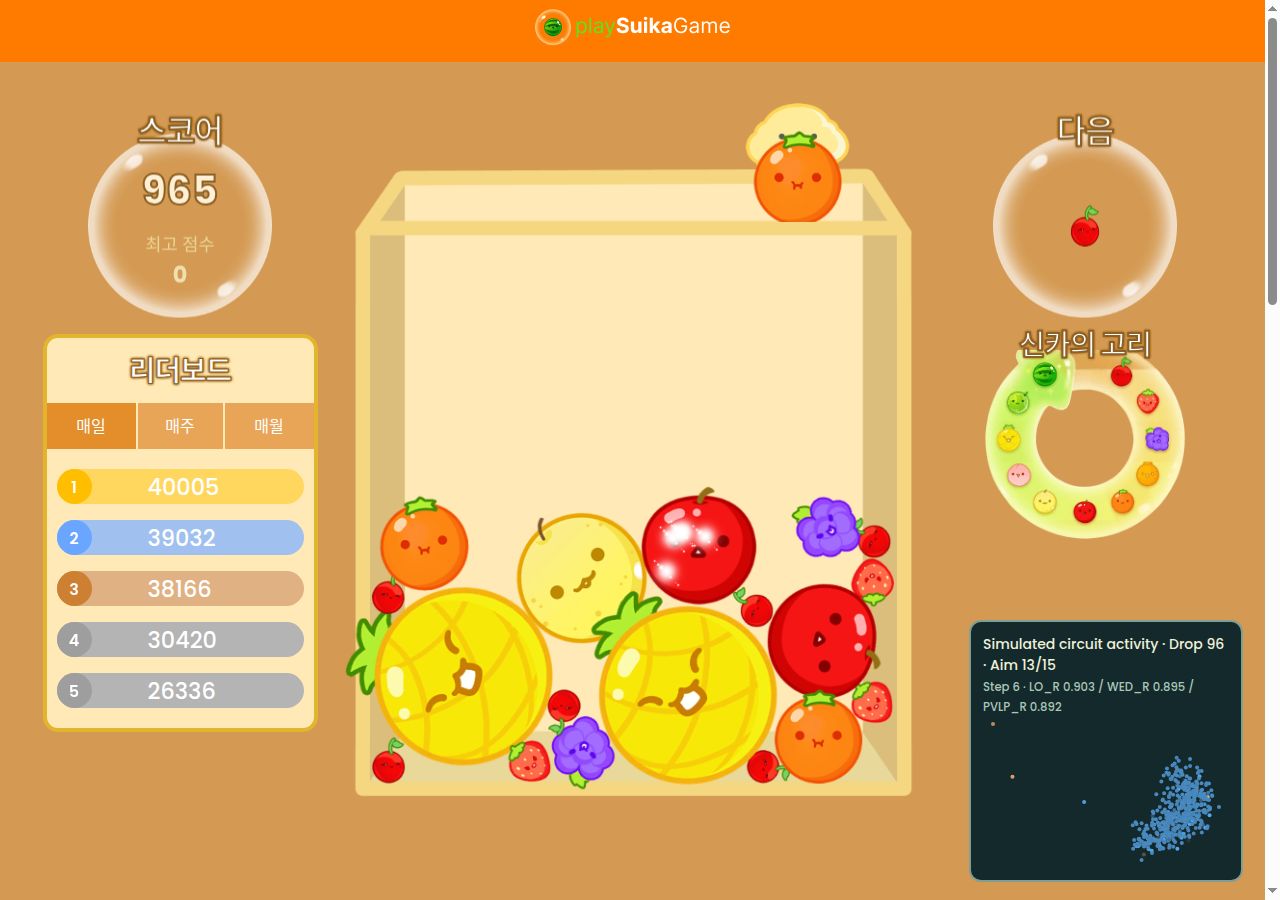 playSuikaGame
스코어
965
최고 점수
0
다음
신카의 고리
리더보드
매일
매주
매월
1 40005
2 39032
3 38166
4 30420
5 26336
Simulated circuit activity · Drop 96
· Aim 13/15
Step 6 · LO_R 0.903 / WED_R 0.895 /
PVLP_R 0.892